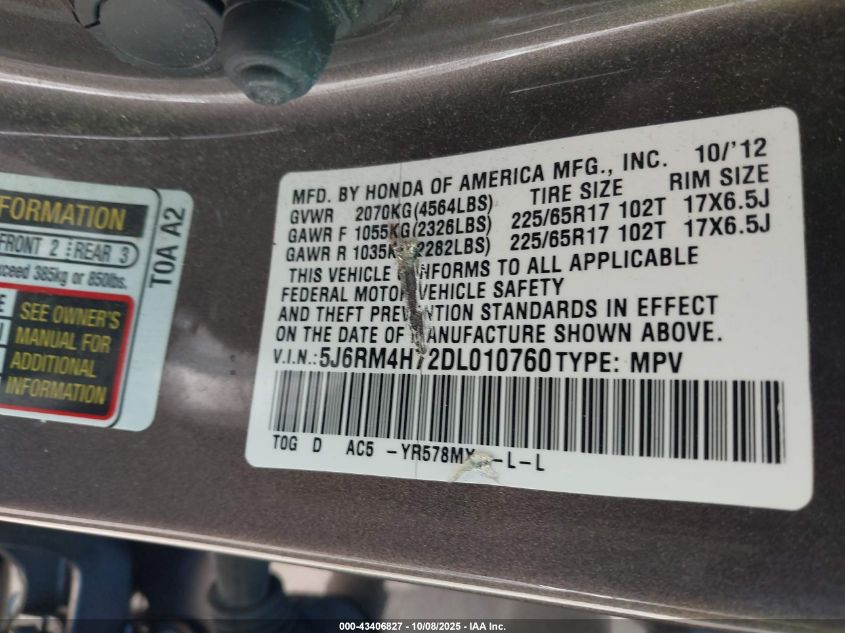 FORMATION
FRONT 2 REAR 3
xceed 385kg or 850lbs.
SEE OWNER'S
MANUAL FOR
ADDITIONAL
INFORMATION
T0A A2
MFD. BY HONDA OF AMERICA MFG., INC. 10/'12
GVWR 2070KG(4564LBS) TIRE SIZE RIM SIZE
GAWR F 1055KG(2326LBS) 225/65R17 102T 17X6.5J
GAWR R 1035K 2282LBS) 225/65R17 102T 17X6.5J
THIS VEHICLE NFORMS TO ALL APPLICABLE
FEDERAL MOTOR VEHICLE SAFETY
AND THEFT PREVENTION STANDARDS IN EFFECT
ON THE DATE OF MANUFACTURE SHOWN ABOVE.
V.I.N.:5J6RM4H72DL010760 TYPE: MPV
T0G D AC5 -YR578MX -L-L
000-43406827 - 10/08/2025 - IAA Inc.